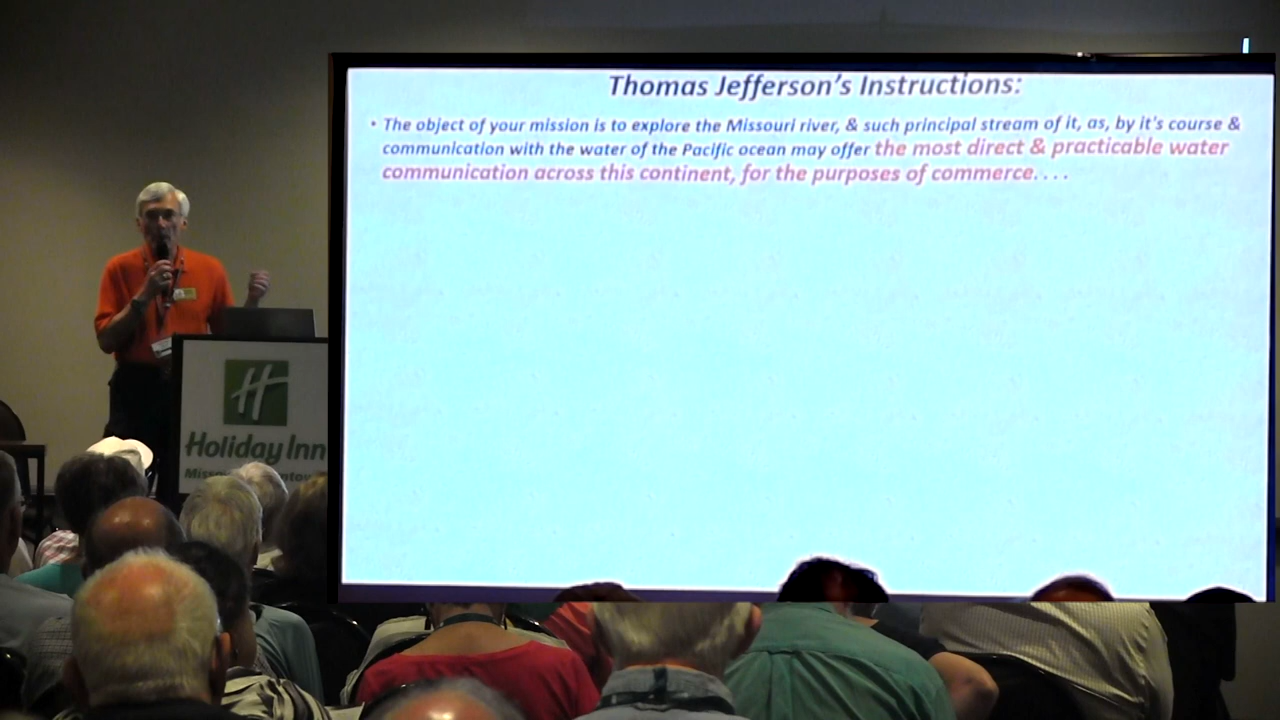 Thomas Jefferson's Instructions:
• The object of your mission is to explore the Missouri river, & such principal stream of it, as, by it's course &
communication with the water of the Pacific ocean may offer the most direct & practicable water
communication across this continent, for the purposes of commerce. . . .
H
Holiday Inn